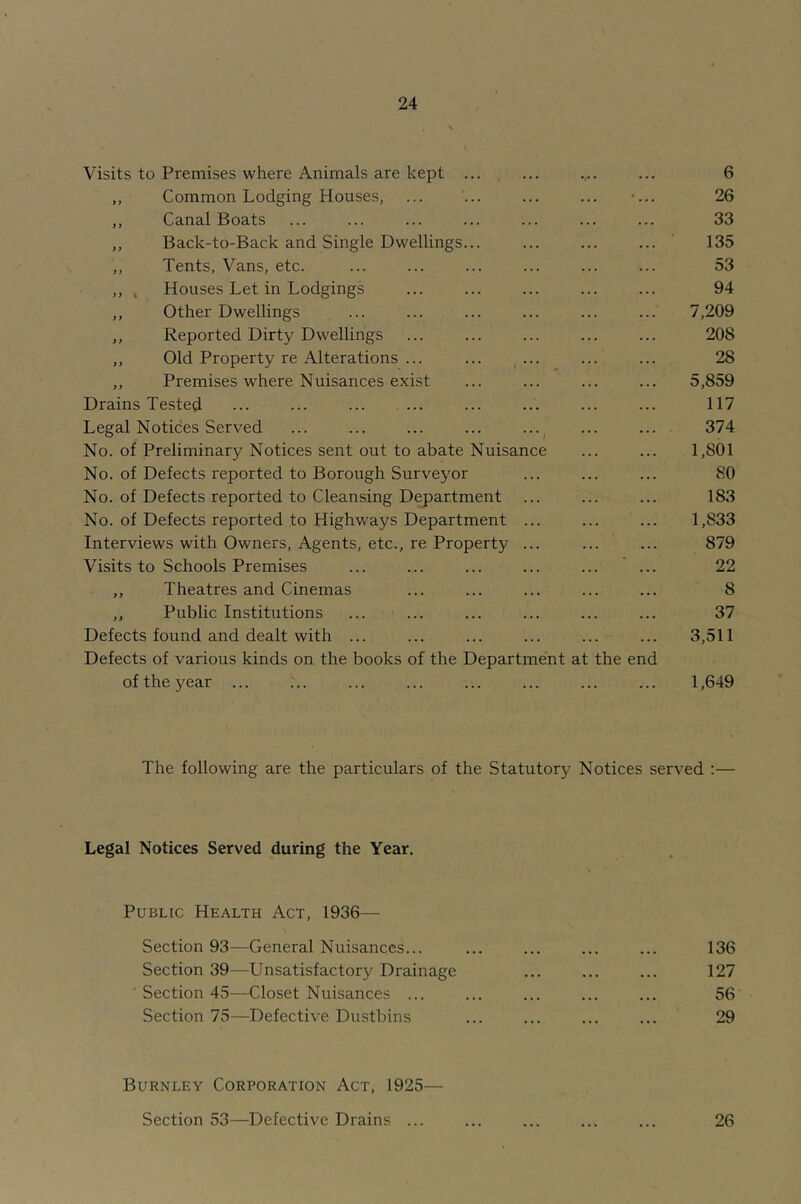 24
Visits to Premises where Animals are kept ... ... ... ... 6
,, Common Lodging Houses, ... ... ... ... ... 26
,, Canal Boats ... ... ... ... ... ... ... 33
,, Back-to-Back and Single Dwellings... ... ... ... 135
,, Tents, Vans, etc. ... ... ... ... ... ... 53
,, Houses Let in Lodgings ... ... ... ... ... 94
,, Other Dwellings ... ... ... ... ... ... 7,209
,, Reported Dirty Dwellings ... ... ... ... ... 208
,, Old Property re Alterations ... ... ... ... ... 28
,, Premises where Nuisances exist ... ... ... ... 5,859
Drains Tested ... ... ... ... ... ... ... ... 117
Legal Notices Served ... ... ... ... ... ... ... 374
No. of Preliminary Notices sent out to abate Nuisance ... ... 1,801
No. of Defects reported to Borough Surveyor ... ... ... 80
No. of Defects reported to Cleansing Department ... ... ... 183
No. of Defects reported to Highways Department ... ... ... 1,833
Interviews with Owners, Agents, etc., re Property ... ... ... 879
Visits to Schools Premises ... ... ... ... ... ... 22
,, Theatres and Cinemas ... ... ... ... ... 8
,, Public Institutions ... ... ... ... ... ... 37
Defects found and dealt with ... ... ... ... ... ... 3,511
Defects of various kinds on the books of the Department at the end
of the year ... ... ... ... ... ... ... ... 1,649
The following are the particulars of the Statutory Notices served :—
Legal Notices Served during the Year.
Public Health Act, 1936—
Section 93—General Nuisances... ... ... ... ... 136
Section 39—Unsatisfactory Drainage ... ... ... 127
Section 45—Closet Nuisances ... ... ... ... ... 56
Section 75—Defective Dustbins ... ... ... ... 29
Burnley Corporation Act, 1925—
Section 53—Defective Drains ... ... ... ... ... 26